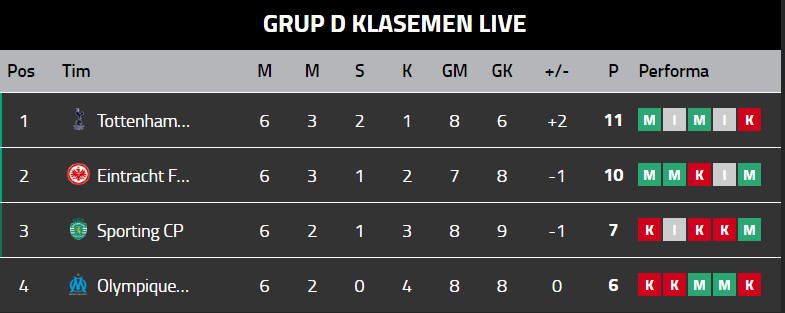 GRUP D KLASEMEN LIVE
Pos Tim M M S K GM GK +/- P Performa
1 Tottenham... 6 3 2 1 8 6 +2 11 M I M I K
2 Eintracht F... 6 3 1 2 7 8 -1 10 M M K I M
3 Sporting CP 6 2 1 3 8 9 -1 7 K I K K M
4 Olympique... 6 2 0 4 8 8 0 6 K K M M K